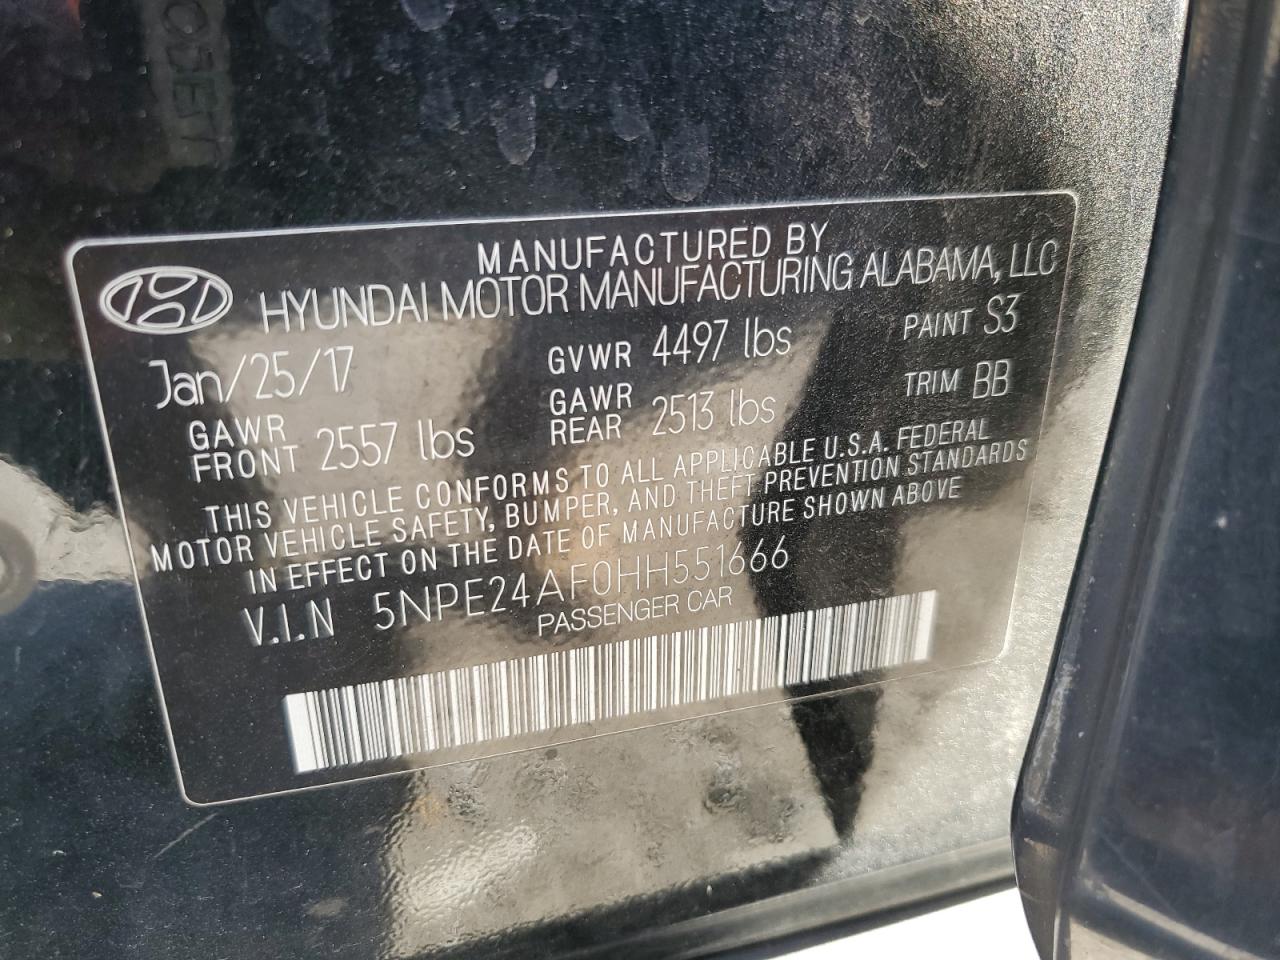 MANUFACTURED BY
HYUNDAI MOTOR MANUFACTURING ALABAMA, LLC
Jan/25/17 GVWR 4497 lbs PAINT S3
GAWR FRONT 2557 lbs GAWR REAR 2513 lbs TRIM BB
THIS VEHICLE CONFORMS TO ALL APPLICABLE U.S.A. FEDERAL
MOTOR VEHICLE SAFETY, BUMPER, AND THEFT PREVENTION STANDARDS
IN EFFECT ON THE DATE OF MANUFACTURE SHOWN ABOVE
V.I.N 5NPE24AF0HH551666
PASSENGER CAR